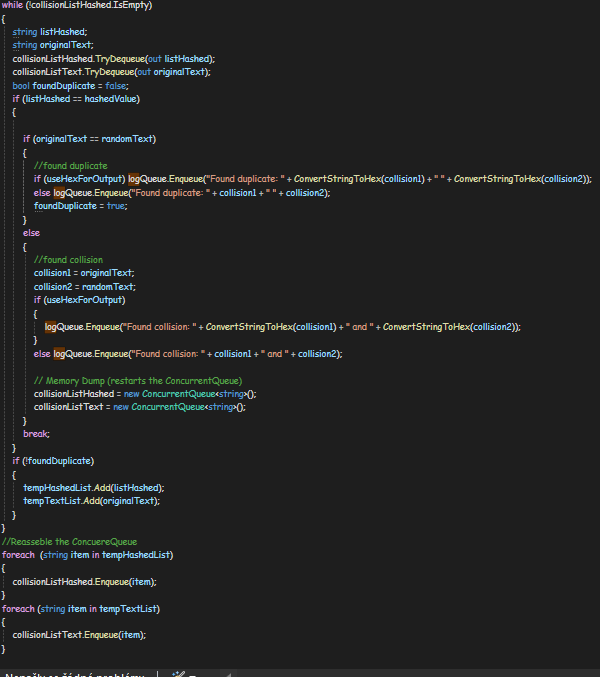 while (!collisionListHashed.IsEmpty)
{
string listHashed;
string originalText;
collisionListHashed.TryDequeue(out listHashed);
collisionListText.TryDequeue(out originalText);
bool foundDuplicate = false;
if (listHashed == hashedValue)
{
if (originalText == randomText)
{
//found duplicate
if (useHexForOutput) logQueue.Enqueue("Found duplicate: " + ConvertStringToHex(collision1) + " " + ConvertStringToHex(collision2));
else logQueue.Enqueue("Found duplicate: " + collision1 + " " + collision2);
foundDuplicate = true;
}
else
{
//found collision
collision1 = originalText;
collision2 = randomText;
if (useHexForOutput)
{
logQueue.Enqueue("Found collision: " + ConvertStringToHex(collision1) + " and " + ConvertStringToHex(collision2));
}
else logQueue.Enqueue("Found collision: " + collision1 + " and " + collision2);
// Memory Dump (restarts the ConcurrentQueue)
collisionListHashed = new ConcurrentQueue<string>();
collisionListText = new ConcurrentQueue<string>();
}
break;
}
if (!foundDuplicate)
{
tempHashedList.Add(listHashed);
tempTextList.Add(originalText);
}
}
//Reasseble the ConcuereQueue
foreach (string item in tempHashedList)
{
collisionListHashed.Enqueue(item);
}
foreach (string item in tempTextList)
{
collisionListText.Enqueue(item);
}